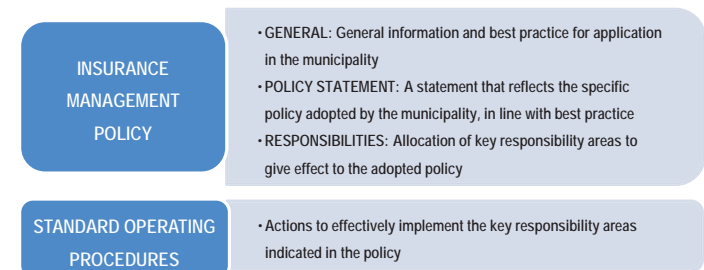 INSURANCE
MANAGEMENT
POLICY
• GENERAL: General information and best practice for application
in the municipality
• POLICY STATEMENT: A statement that reflects the specific
policy adopted by the municipality, in line with best practice
• RESPONSIBILITIES: Allocation of key responsibility areas to
give effect to the adopted policy
STANDARD OPERATING
PROCEDURES
• Actions to effectively implement the key responsibility areas
indicated in the policy